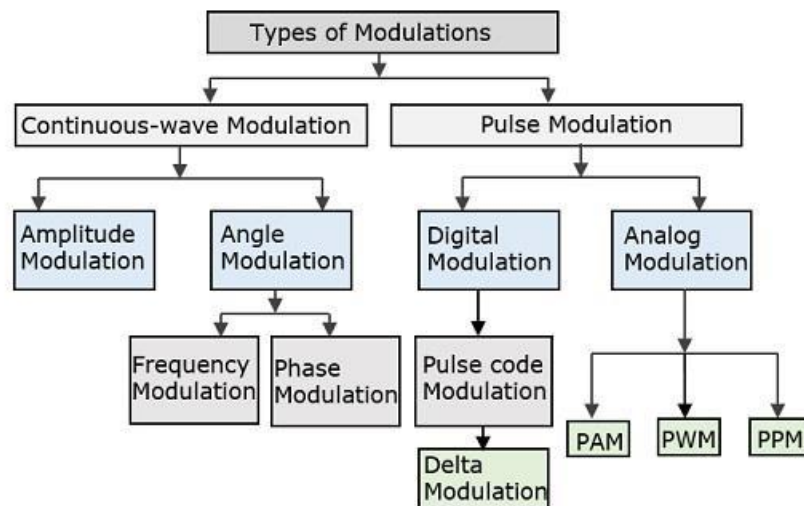 Types of Modulations
Continuous-wave Modulation
Pulse Modulation
Amplitude
Modulation
Angle
Modulation
Digital
Modulation
Analog
Modulation
Frequency
Modulation
Phase
Modulation
Pulse code
Modulation
PAM
PWM
PPM
Delta
Modulation